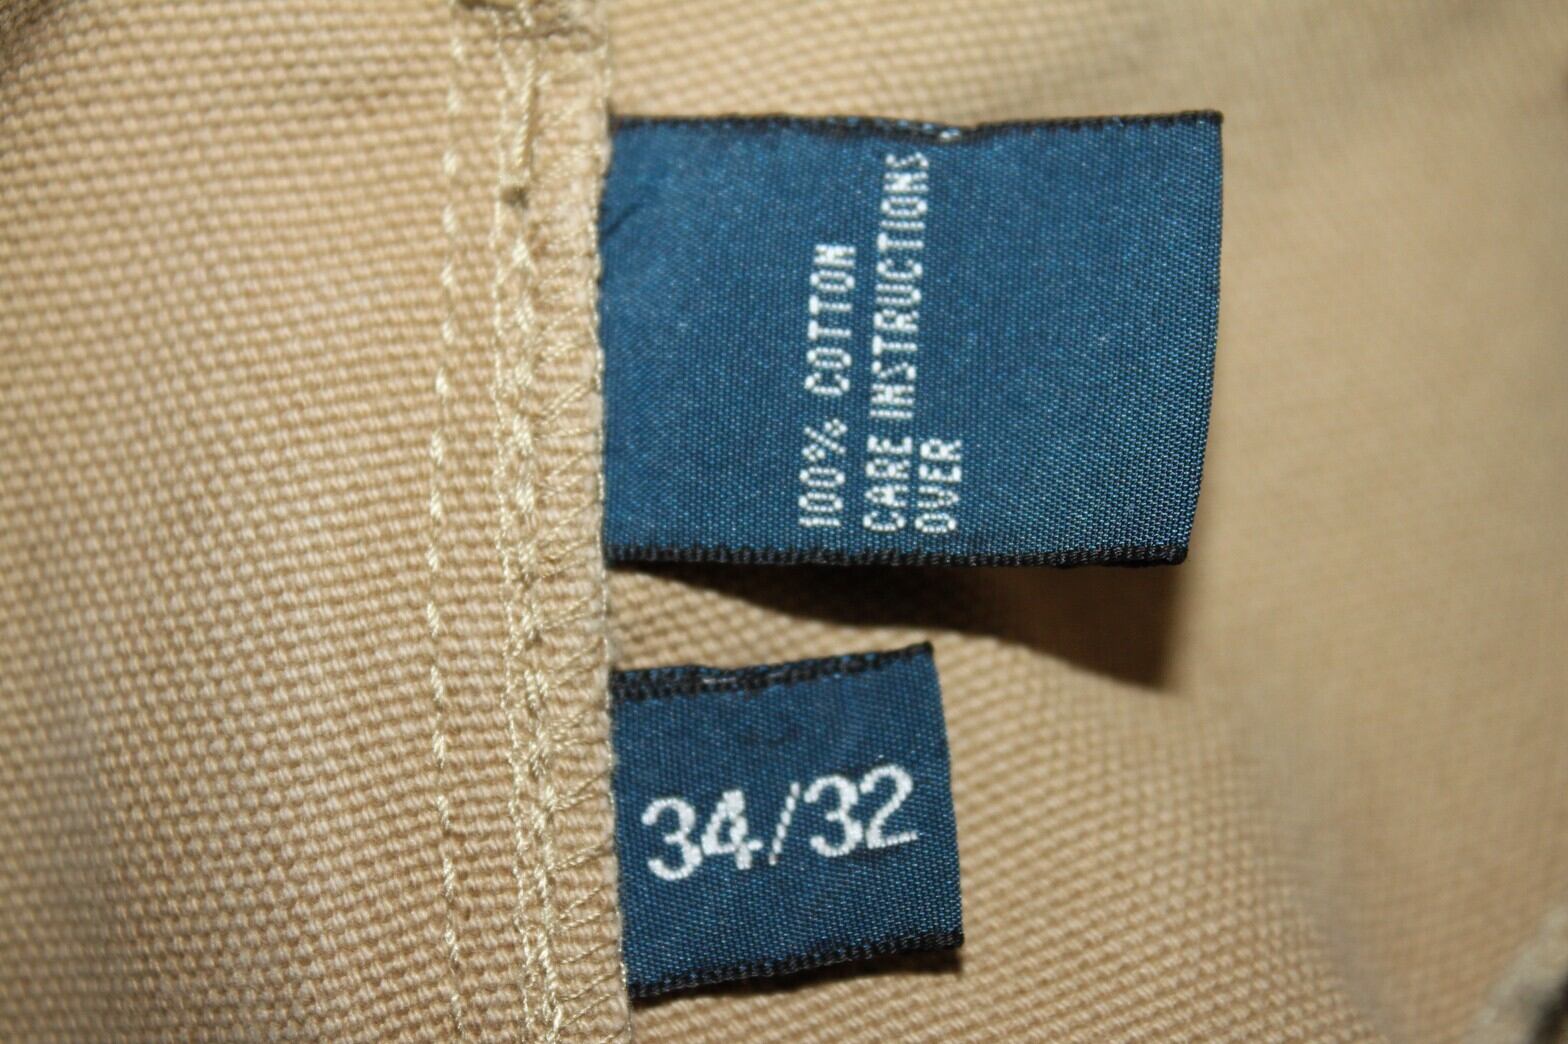 100% COTTON
CARE INSTRUCTIONS
OVER
34/32